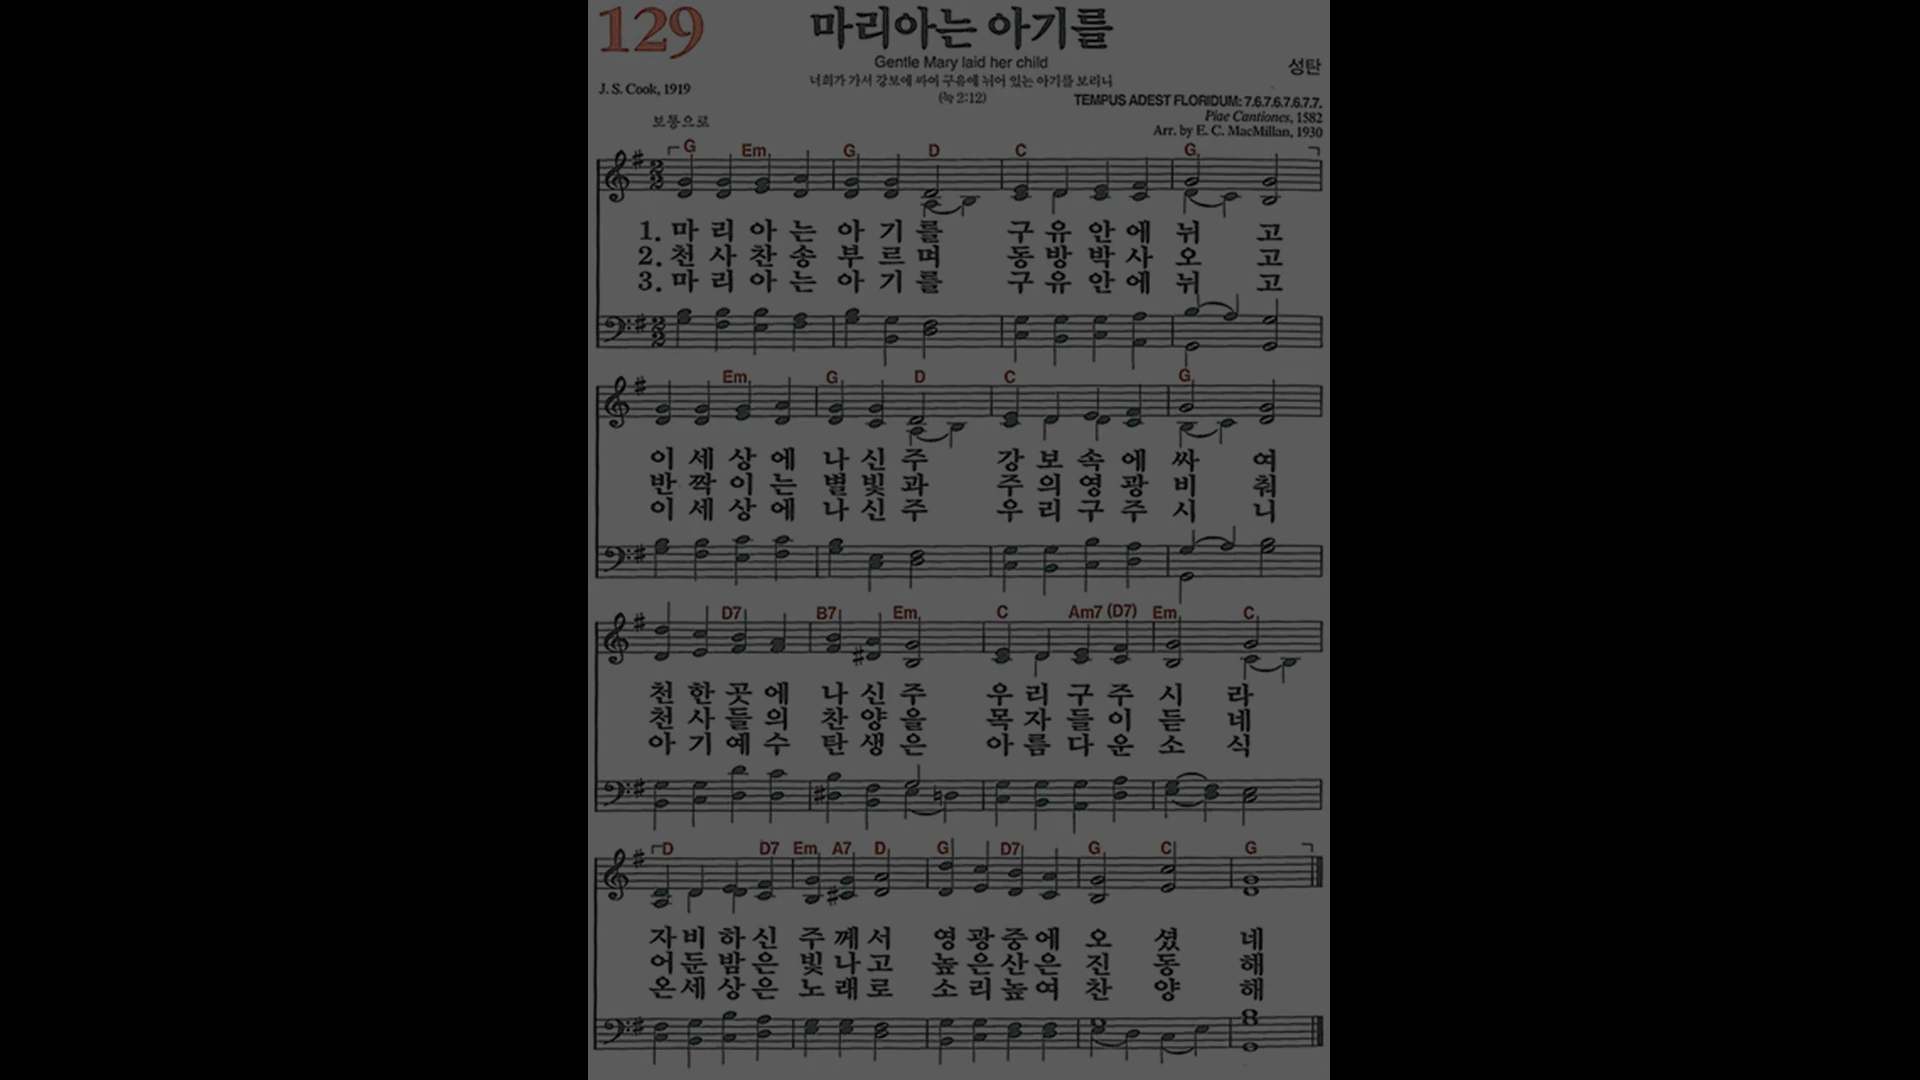 129
마리아는 아기를
Gentle Mary laid her child
성탄
너희가 가서 강보에 싸여 구유에 뉘어 있는 아기를 보리니
J. S. Cook, 1919
(눅 2:12)
TEMPUS ADEST FLORIDUM: 7.6.7.6.7.6.7.7.
Piae Cantiones, 1582
보통으로
Arr. by E. C. MacMillan, 1930
G Em G D C G
1. 마 리 아 는 아 기 를 구 유 안 에 뉘 고
2. 천 사 찬 송 부 르 며 동 방 박 사 오 고
3. 마 리 아 는 아 기 를 구 유 안 에 뉘 고
Em G D C G
이 세 상 에 나 신 주 강 보 속 에 싸 여
반 짝 이 는 별 빛 과 주 의 영 광 비 춰
이 세 상 에 나 신 주 우 리 구 주 시 니
D7 B7 Em C Am7 (D7) Em C
천 한 곳 에 나 신 주 우 리 구 주 시 라
천 사 들 의 찬 양 을 목 자 들 이 듣 네
아 기 예 수 탄 생 은 아 름 다 운 소 식
D D7 Em A7 D G D7 G C G
자 비 하 신 주 께 서 영 광 중 에 오 셨 네
어 둔 밤 은 빛 나 고 높 은 산 은 진 동 해
온 세 상 은 노 래 로 소 리 높 여 찬 양 해